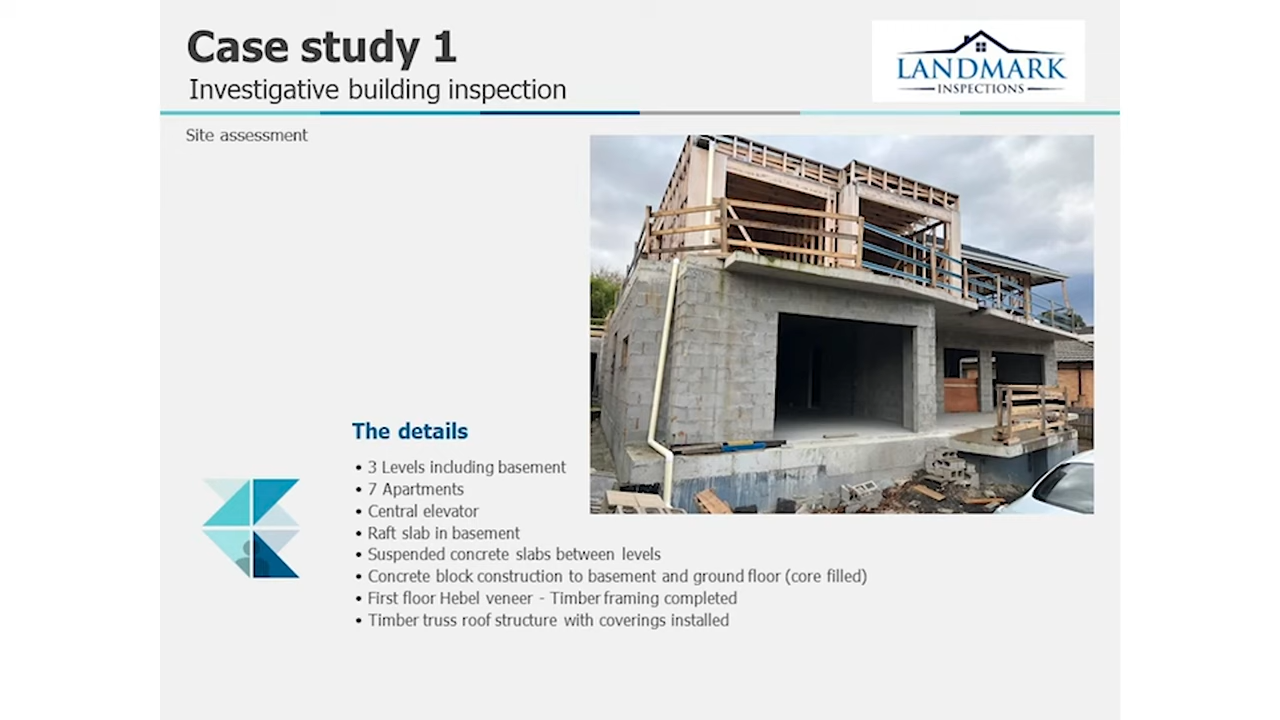 Case study 1
Investigative building inspection
LANDMARK
INSPECTIONS
Site assessment
The details
• 3 Levels including basement
• 7 Apartments
• Central elevator
• Raft slab in basement
• Suspended concrete slabs between levels
• Concrete block construction to basement and ground floor (core filled)
• First floor Hebel veneer - Timber framing completed
• Timber truss roof structure with coverings installed